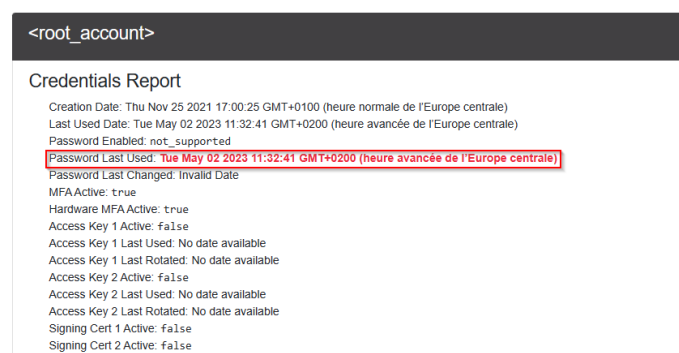 <root_account>
Credentials Report
Creation Date: Thu Nov 25 2021 17:00:25 GMT+0100 (heure normale de l’Europe centrale)
Last Used Date: Tue May 02 2023 11:32:41 GMT+0200 (heure avancée de l’Europe centrale)
Password Enabled: not_supported
Password Last Used: Tue May 02 2023 11:32:41 GMT+0200 (heure avancée de l’Europe centrale)
Password Last Changed: Invalid Date
MFA Active: true
Hardware MFA Active: true
Access Key 1 Active: false
Access Key 1 Last Used: No date available
Access Key 1 Last Rotated: No date available
Access Key 2 Active: false
Access Key 2 Last Used: No date available
Access Key 2 Last Rotated: No date available
Signing Cert 1 Active: false
Signing Cert 2 Active: false